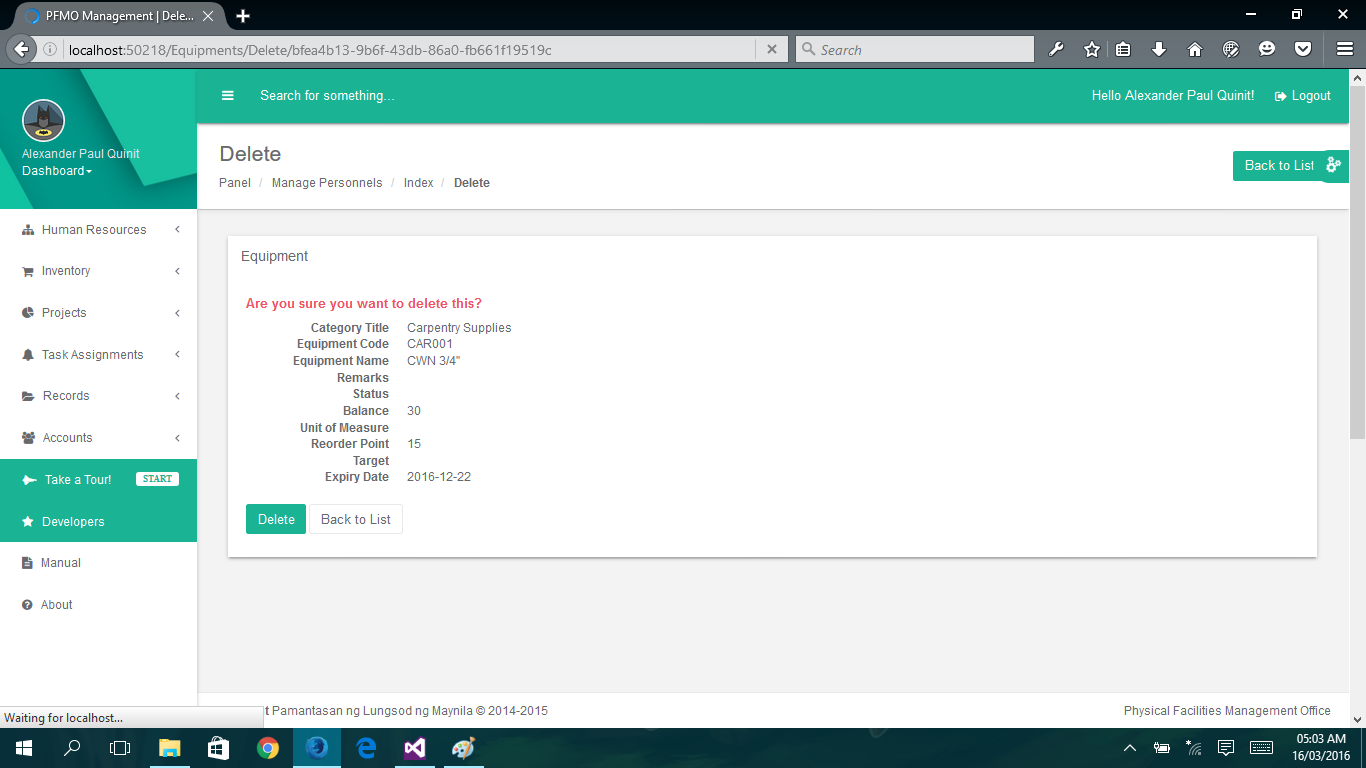 PFMO Management | Dele...
localhost:50218/Equipments/Delete/bfea4b13-9b6f-43db-86a0-fb661f19519c
Search
Search for something...
Hello Alexander Paul Quinit!
Logout
Alexander Paul Quinit
Dashboard
Delete
Panel / Manage Personnels / Index / Delete
Back to List
Human Resources
Inventory
Projects
Task Assignments
Records
Accounts
Take a Tour! START
Developers
Manual
About
Equipment
Are you sure you want to delete this?
Category Title Carpentry Supplies
Equipment Code CAR001
Equipment Name CWN 3/4"
Remarks
Status
Balance 30
Unit of Measure
Reorder Point 15
Target
Expiry Date 2016-12-22
Delete Back to List
t Pamantasan ng Lungsod ng Maynila © 2014-2015
Physical Facilities Management Office
Waiting for localhost...
05:03 AM
16/03/2016